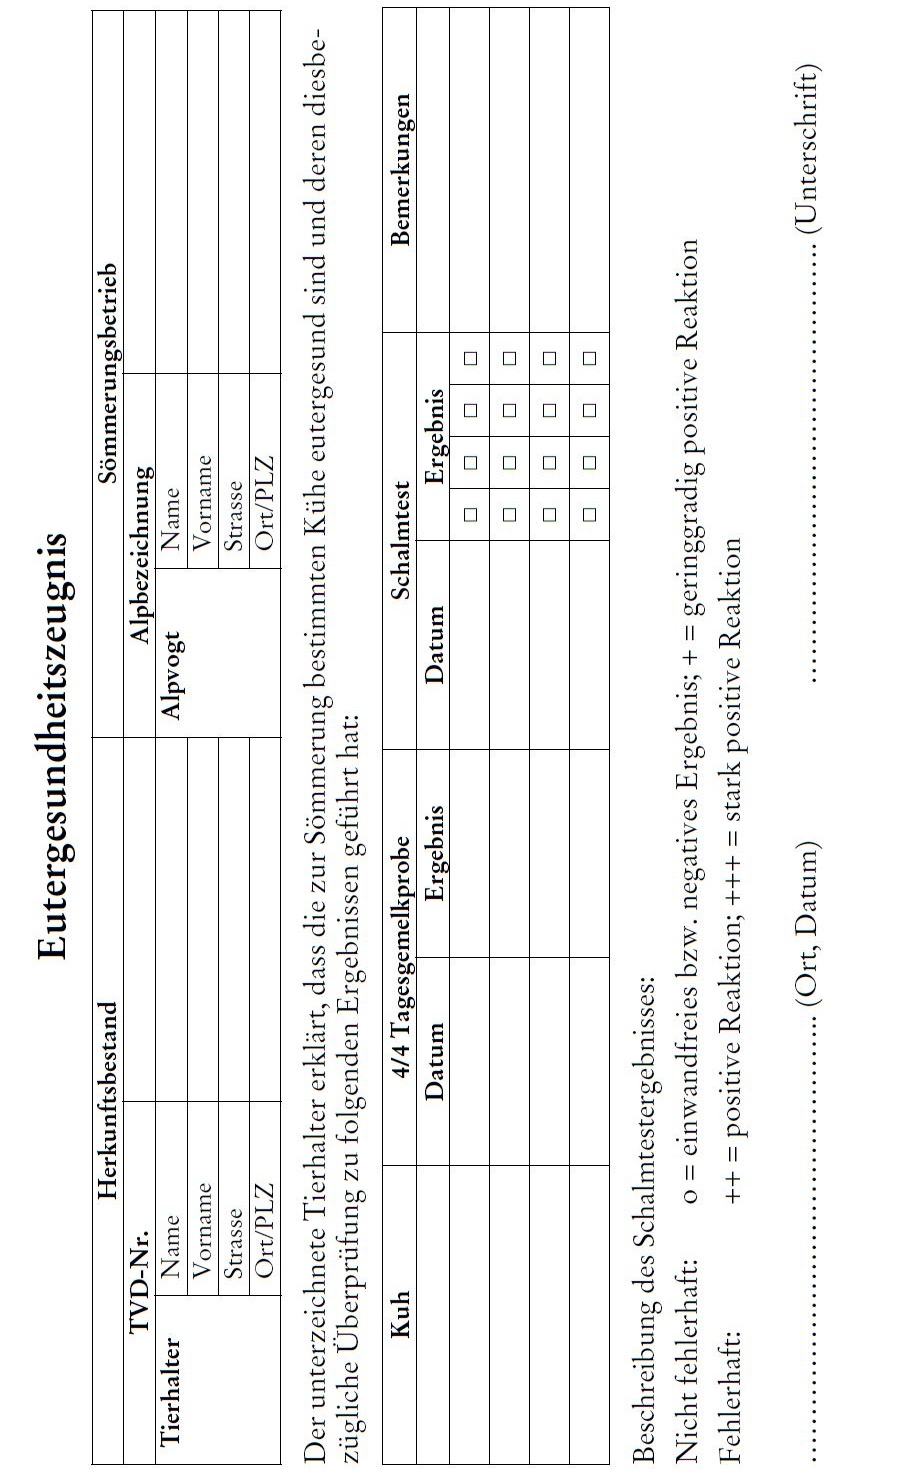 Eutergesundheitszeugnis
Herkunftsbestand Sömmerungsbetrieb
TVD-Nr. Alpbezeichnung
Tierhalter Name Alpvogt Name
Vorname Vorname
Strasse Strasse
Ort/PLZ Ort/PLZ
Der unterzeichnete Tierhalter erklärt, dass die zur Sömmerung bestimmten Kühe eutergesund sind und deren diesbe-
zügliche Überprüfung zu folgenden Ergebnissen geführt hat:
Kuh 4/4 Tagesgemelkprobe Schalmtest Bemerkungen
Datum Ergebnis Datum Ergebnis
□ □ □ □
□ □ □ □
□ □ □ □
□ □ □ □
Beschreibung des Schalmtestergebnisses:
Nicht fehlerhaft: o = einwandfreies bzw. negatives Ergebnis; + = geringgradig positive Reaktion
Fehlerhaft: ++ = positive Reaktion; +++ = stark positive Reaktion
............................................................ (Ort, Datum) ............................................................ (Unterschrift)